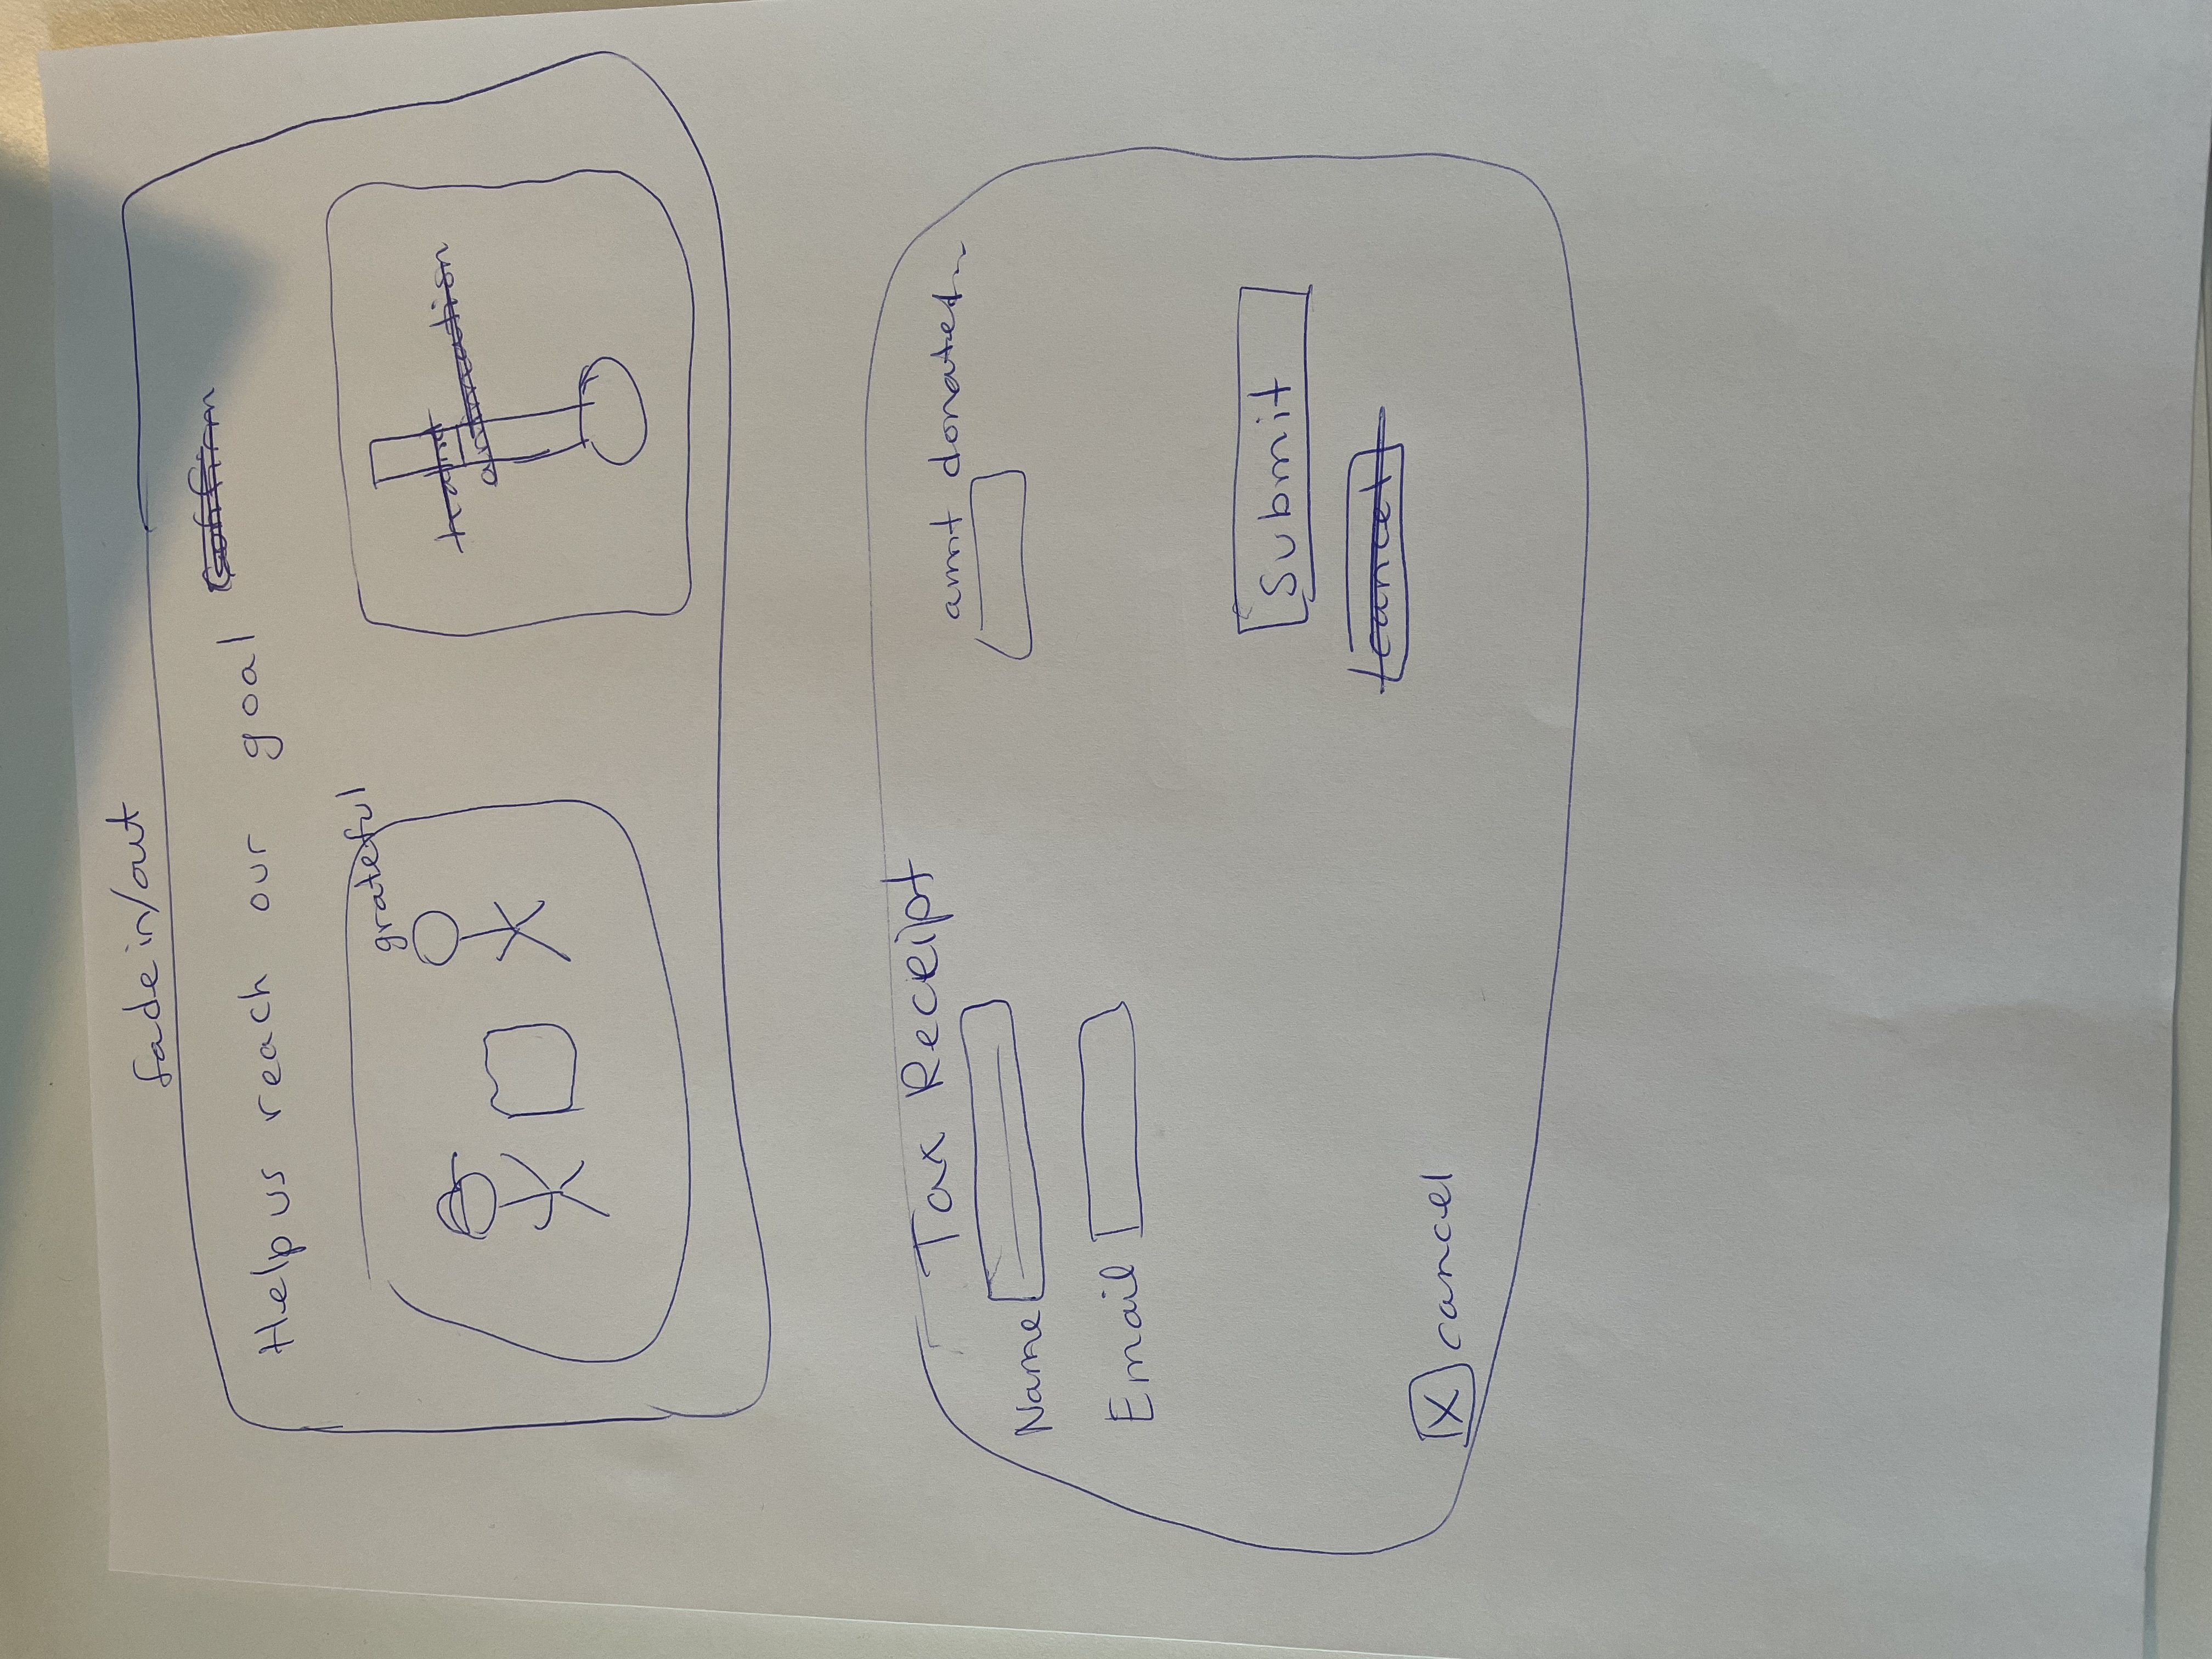 fade in/out
Help us reach our goal Confirm
grateful
animation
Tax Receipt
amt donated
Name
Email
Submit
cancel
X cancel